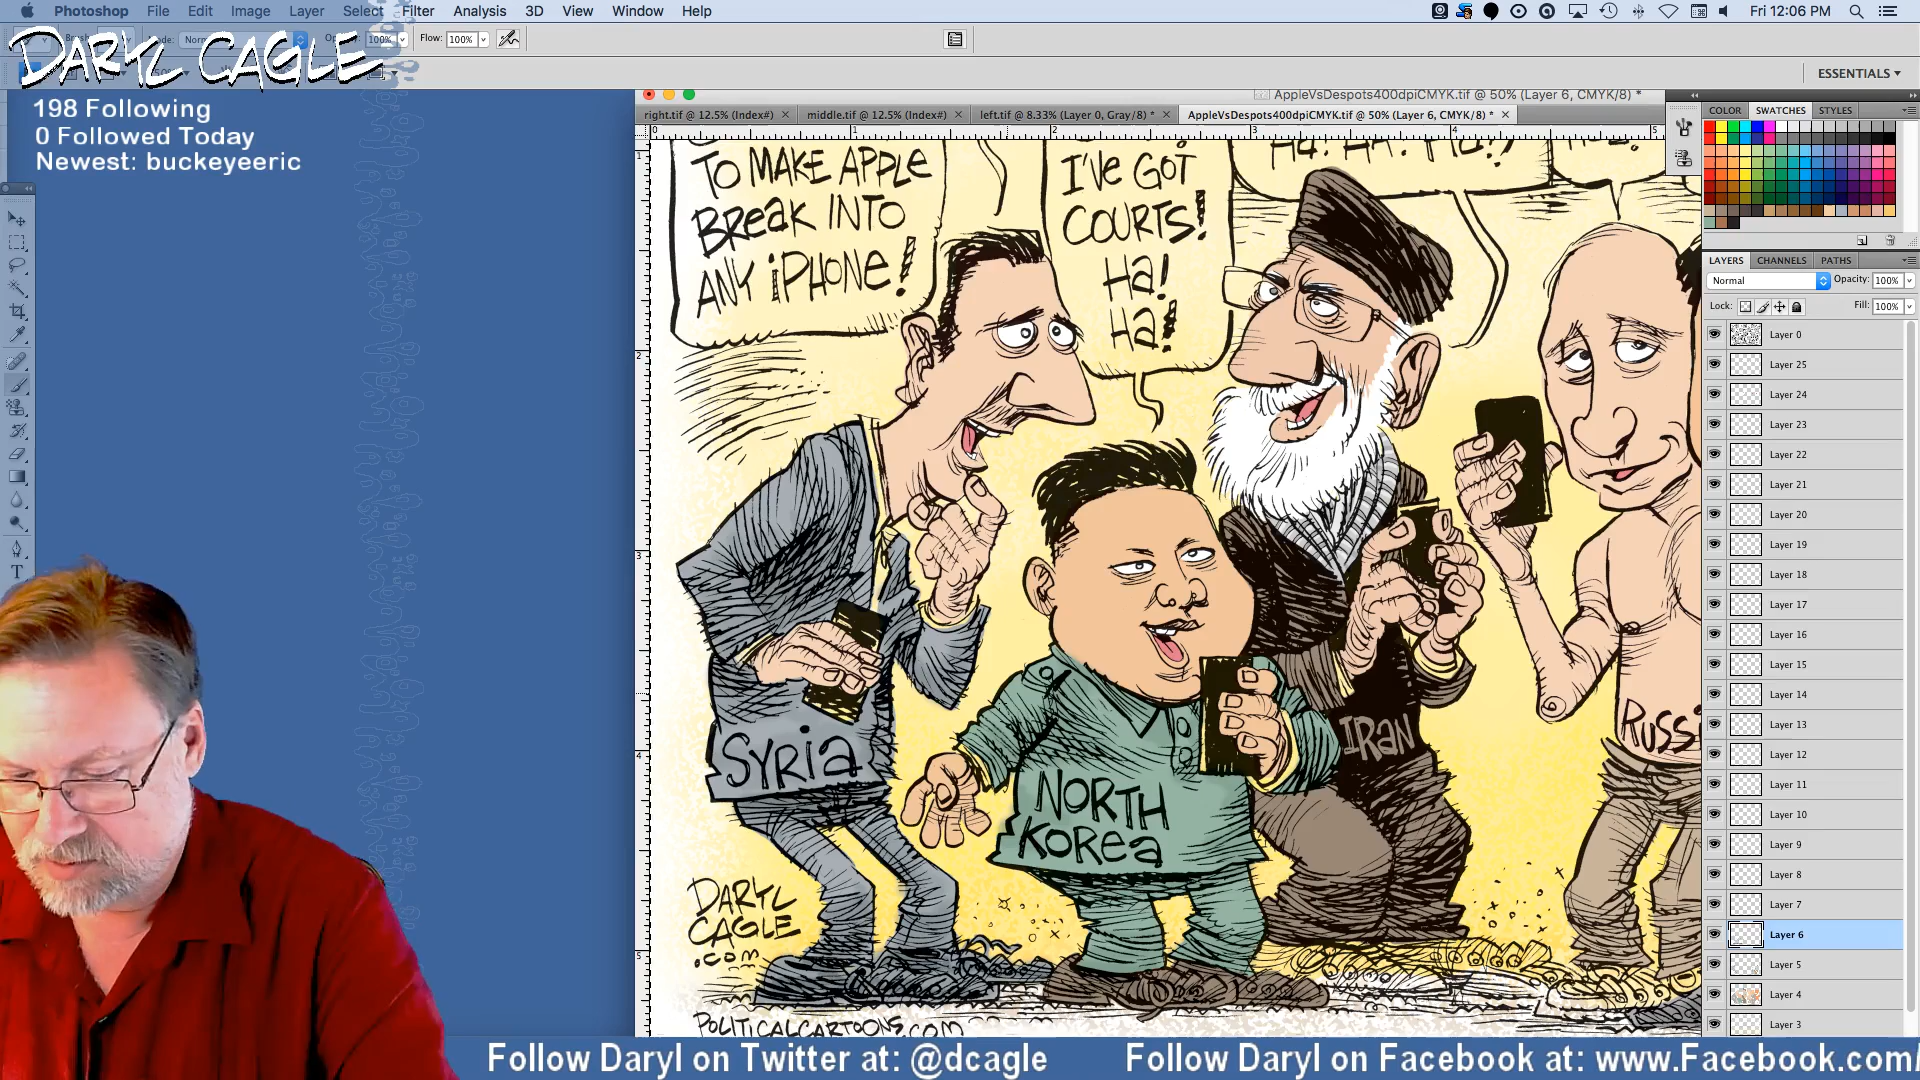 Photoshop File Edit Image Layer Select Filter Analysis 3D View Window Help
Fri 12:06 PM
100% Flow: 100%
DARYL CAGLE
ESSENTIALS
198 Following
0 Followed Today
Newest: buckeyeeric
AppleVsDespots400dpiCMYK.tif @ 50% (Layer 6, CMYK/8) *
right.tif @ 12.5% (Index#)
middle.tif @ 12.5% (Index#)
left.tif @ 8.33% (Layer 0, Gray/8) *
AppleVsDespots400dpiCMYK.tif @ 50% (Layer 6, CMYK/8) *
COLOR SWATCHES STYLES
TO MAKE APPLE
BREAK INTO
ANY iPHONE!
I'VE GOT
COURTS!
HA!
HA!
HA! HA! HA!
SYRIA
NORTH
KOREA
IRAN
DARYL
CAGLE
.com
POLITICALCARTOONS.com
LAYERS CHANNELS PATHS
Normal Opacity: 100%
Lock: Fill: 100%
Layer 0
Layer 25
Layer 24
Layer 23
Layer 22
Layer 21
Layer 20
Layer 19
Layer 18
Layer 17
Layer 16
Layer 15
Layer 14
Layer 13
Layer 12
Layer 11
Layer 10
Layer 9
Layer 8
Layer 7
Layer 6
Layer 5
Layer 4
Layer 3
Follow Daryl on Twitter at: @dcagle Follow Daryl on Facebook at: www.Facebook.com/